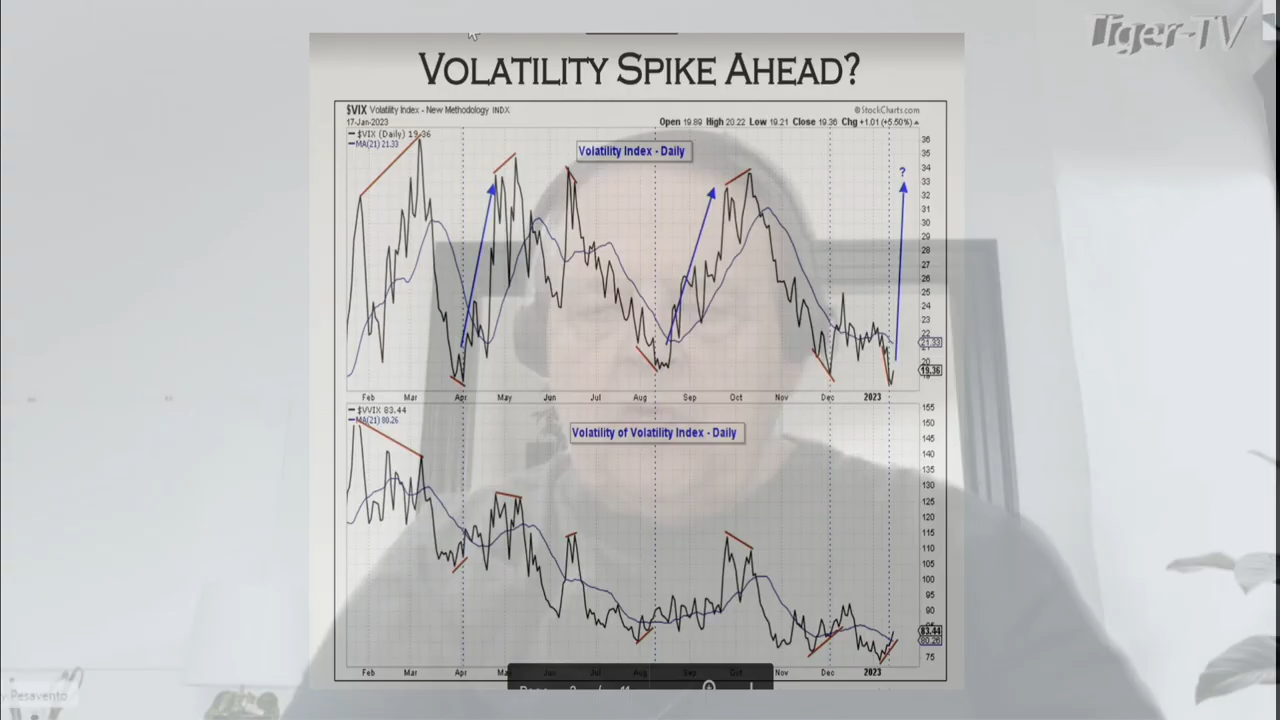 Tiger-TV
VOLATILITY SPIKE AHEAD?
$VIX Volatility Index - New Methodology INDX
© StockCharts.com
17-Jan-2023
Open 19.89 High 20.22 Low 19.21 Close 19.36 Chg +1.01 (+5.50%)
$VIX (Daily) 19.36
MA(21) 21.33
Volatility Index - Daily
?
36
35
34
33
32
31
30
29
28
27
26
25
24
23
22
21.33
21
20
19.36
Feb Mar Apr May Jun Jul Aug Sep Oct Nov Dec 2023
$VVIX 83.44
MA(21) 80.26
Volatility of Volatility Index - Daily
155
150
145
140
135
130
125
120
115
110
105
100
95
90
85
83.44
80.26
75
Feb Mar Apr May Jun Jul Aug Sep Oct Nov Dec 2023
Pesavento